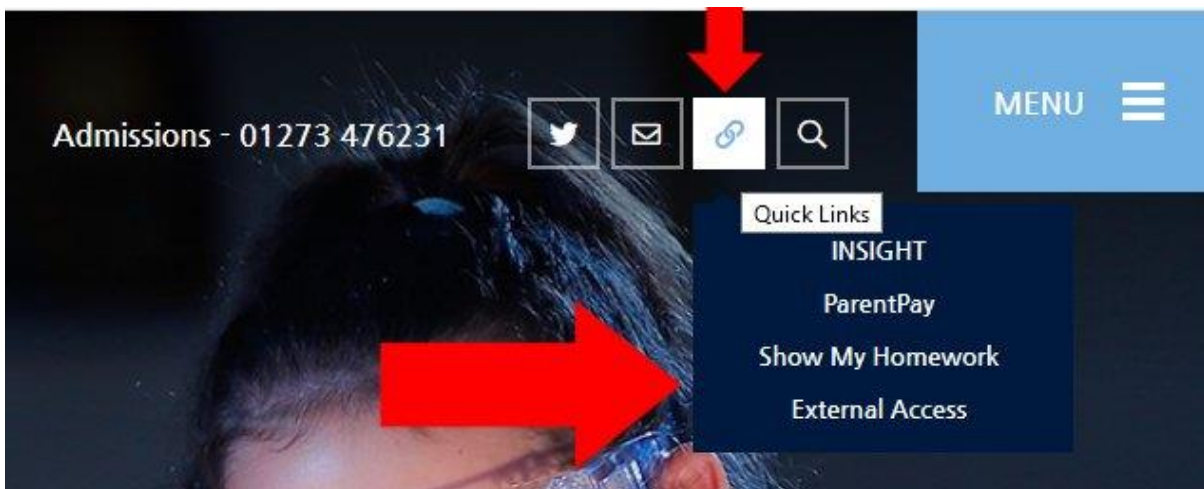 MENU
Admissions - 01273 476231
Quick Links
INSIGHT
ParentPay
Show My Homework
External Access